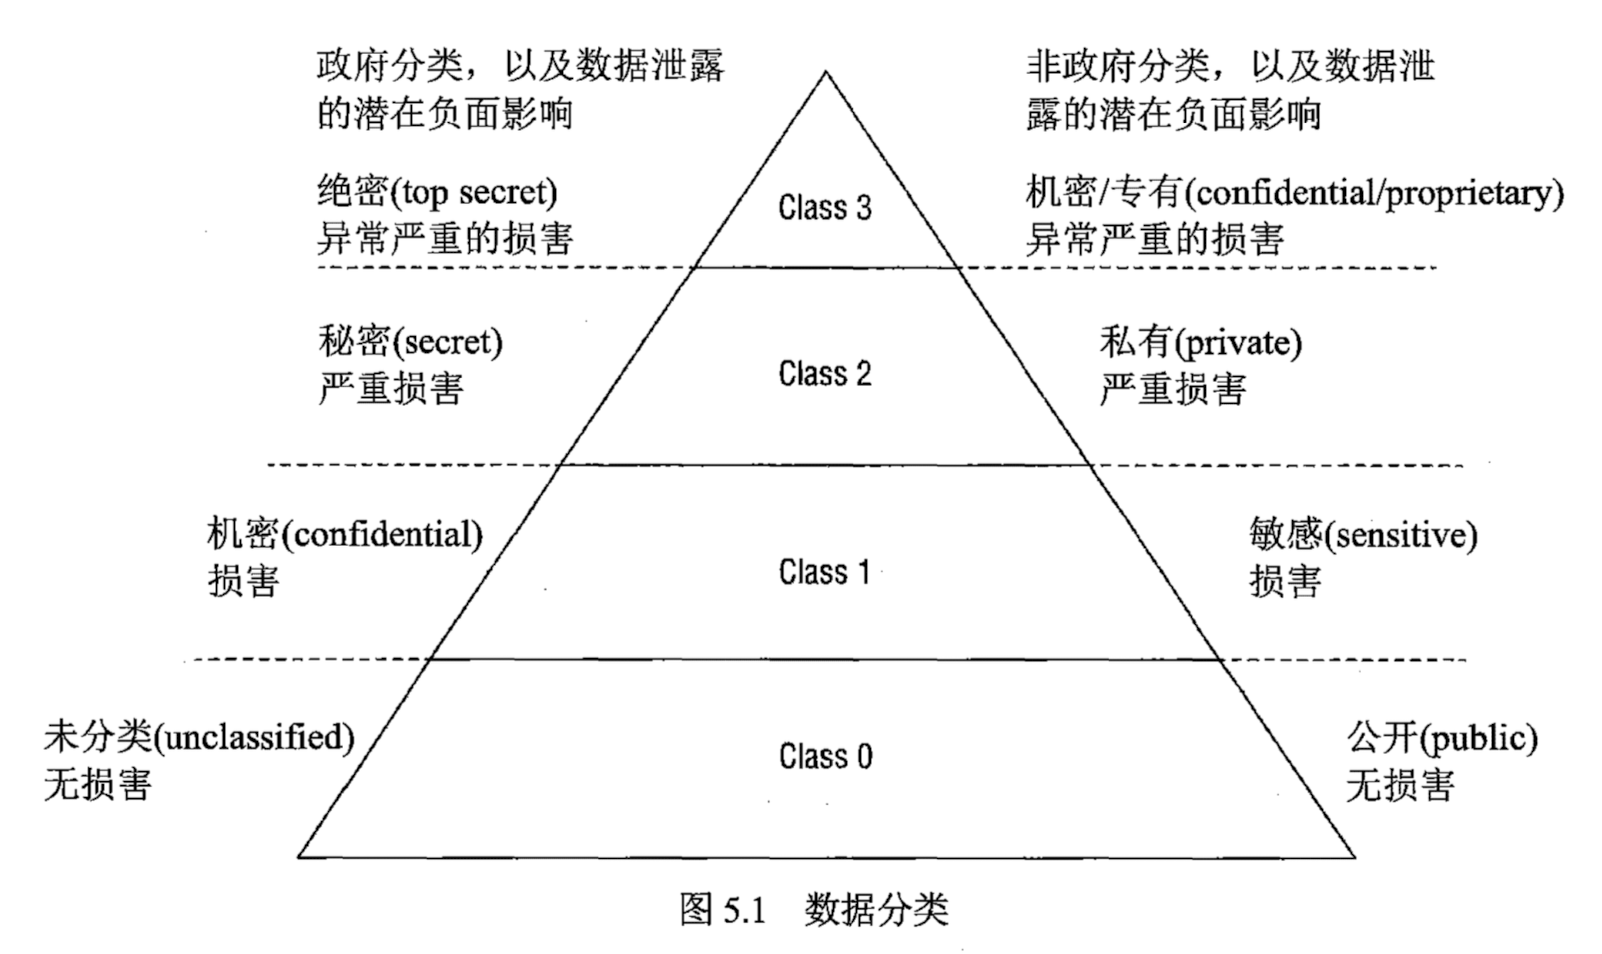 政府分类，以及数据泄露
的潜在负面影响
非政府分类，以及数据泄
露的潜在负面影响
绝密(top secret)
异常严重的损害
Class 3
机密/专有(confidential/proprietary)
异常严重的损害
秘密(secret)
严重损害
Class 2
私有(private)
严重损害
机密(confidential)
损害
Class 1
敏感(sensitive)
损害
未分类(unclassified)
无损害
Class 0
公开(public)
无损害
图 5.1 数据分类